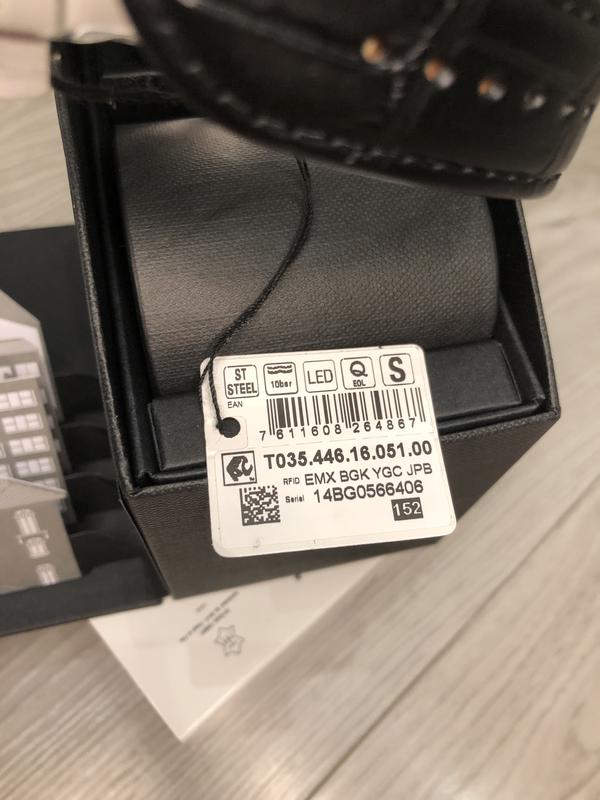 ST STEEL
10bar
LED
Q EOL
S
EAN
7 611608 264867
T035.446.16.051.00
RFID EMX BGK YGC JPB
Serial 14BG0566406
152